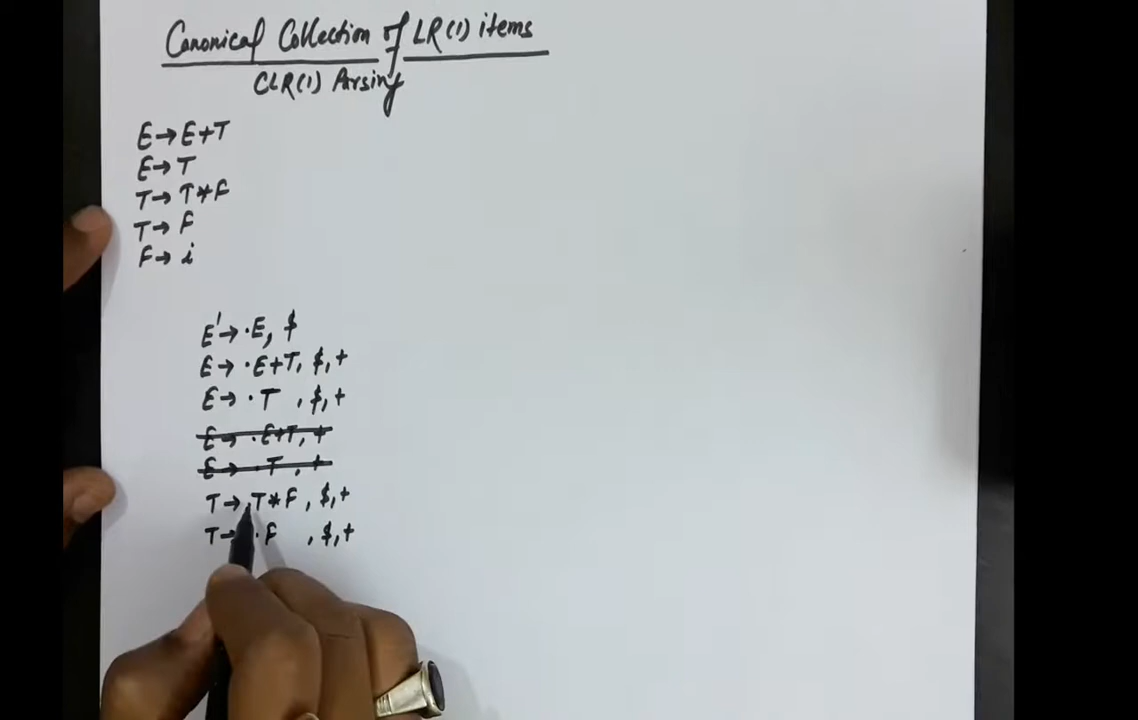 Canonical Collection of LR(1) items
CLR(1) Parsing
E→ E+T
E→ T
T→ T*F
T→ F
F→ i
E'→ ·E, $
E→ ·E+T, $,+
E→ ·T , $,+
E→ ·E+T, +
E→ ·T , +
T→ ·T*F , $,+
T→ ·F , $,+